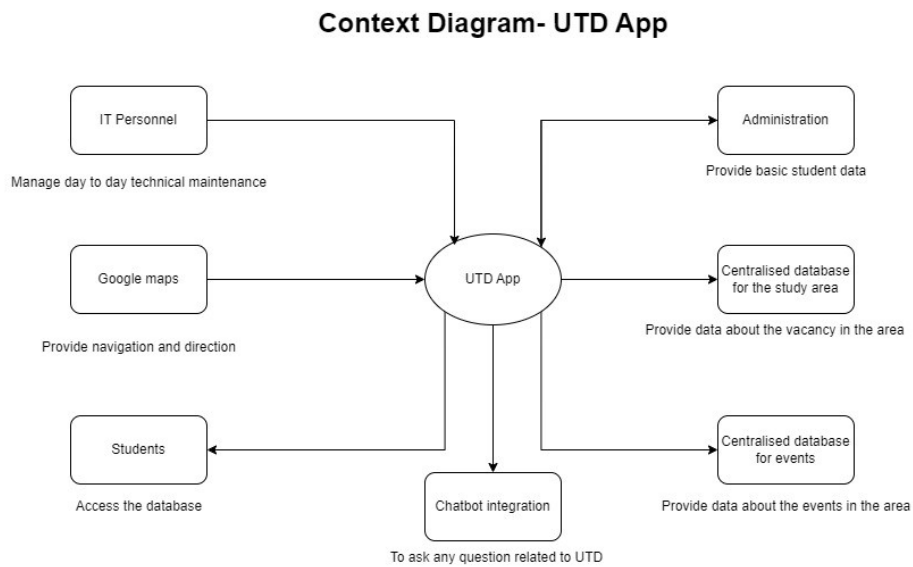 Context Diagram- UTD App
IT Personnel
Administration
Manage day to day technical maintenance
Provide basic student data
Google maps
UTD App
Centralised database
for the study area
Provide navigation and direction
Provide data about the vacancy in the area
Students
Centralised database
for events
Access the database
Chatbot integration
Provide data about the events in the area
To ask any question related to UTD